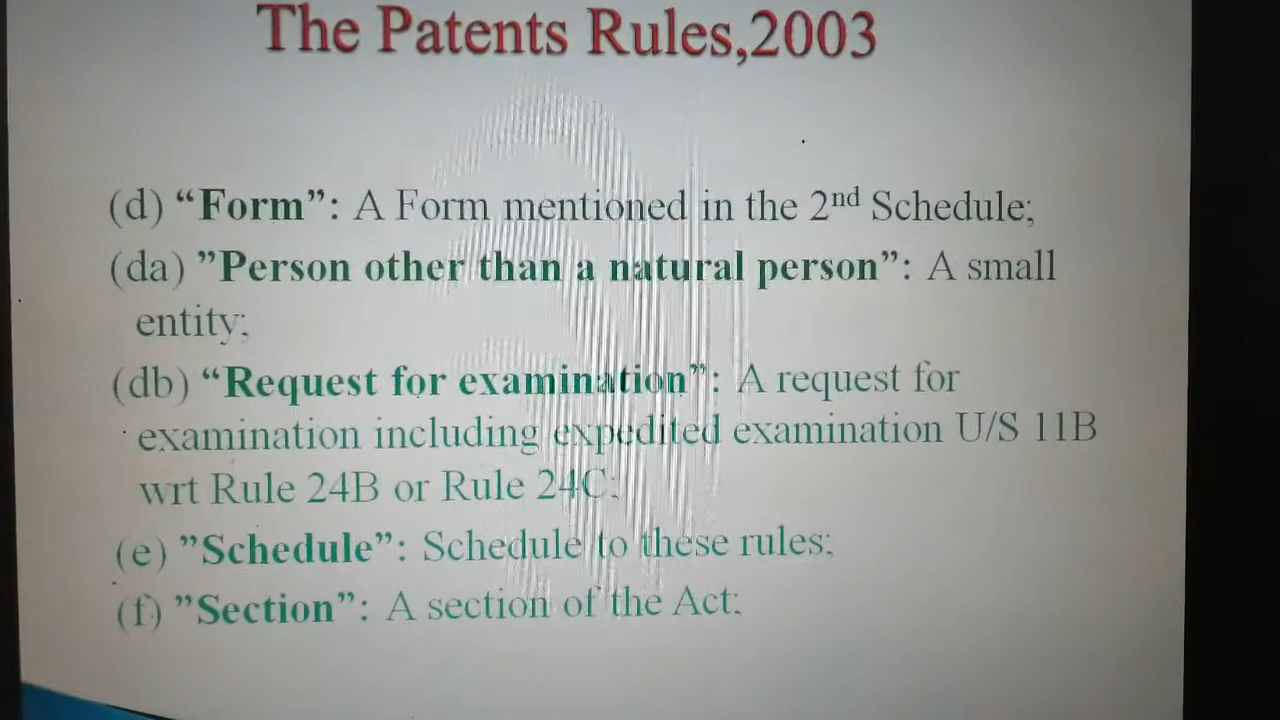 The Patents Rules,2003
(d) “Form”: A Form mentioned in the 2nd Schedule;
(da) ”Person other than a natural person”: A small
entity;
(db) “Request for examination”: A request for
examination including expedited examination U/S 11B
wrt Rule 24B or Rule 24C;
(e) ”Schedule”: Schedule to these rules;
(f) ”Section”: A section of the Act;